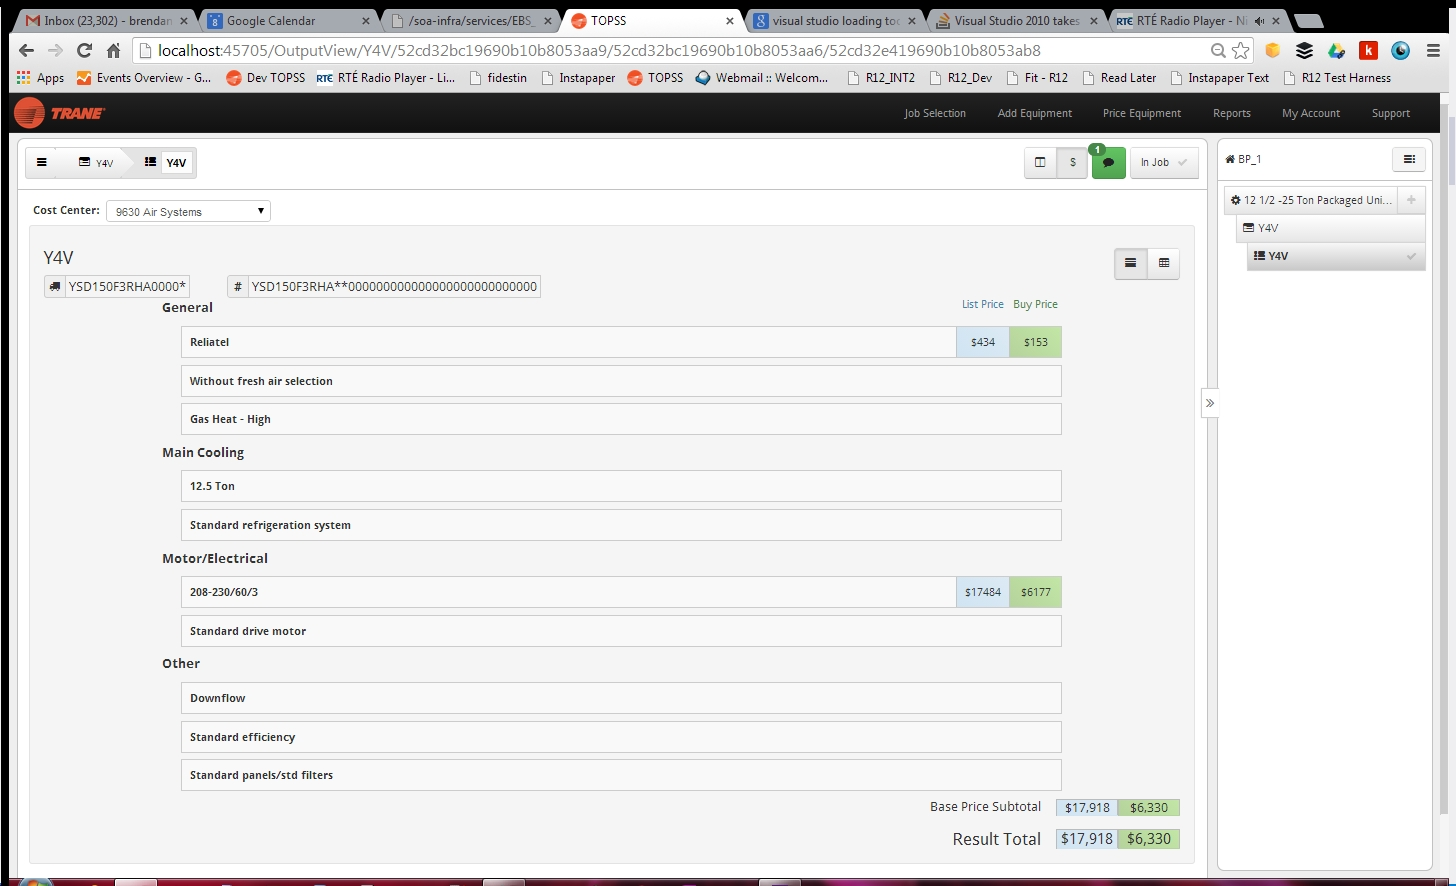 Inbox (23,302) - brendan
Google Calendar
/soa-infra/services/EBS_
TOPSS
visual studio loading too
Visual Studio 2010 takes
RTÉ Radio Player - Ni
localhost:45705/OutputView/Y4V/52cd32bc19690b10b8053aa9/52cd32bc19690b10b8053aa6/52cd32e419690b10b8053ab8
Apps
Events Overview - G...
Dev TOPSS
RTÉ Radio Player - Li...
fidestin
Instapaper
TOPSS
Webmail :: Welcom...
R12_INT2
R12_Dev
Fit - R12
Read Later
Instapaper Text
R12 Test Harness
TRANE
Job Selection
Add Equipment
Price Equipment
Reports
My Account
Support
Y4V
Y4V
$
1
In Job
BP_1
12 1/2 -25 Ton Packaged Uni...
Y4V
Y4V
Cost Center:
9630 Air Systems
Y4V
YSD150F3RHA0000*
# YSD150F3RHA**000000000000000000000000000
General
List Price
Buy Price
Reliatel
$434
$153
Without fresh air selection
Gas Heat - High
Main Cooling
12.5 Ton
Standard refrigeration system
Motor/Electrical
208-230/60/3
$17484
$6177
Standard drive motor
Other
Downflow
Standard efficiency
Standard panels/std filters
Base Price Subtotal
$17,918
$6,330
Result Total
$17,918
$6,330